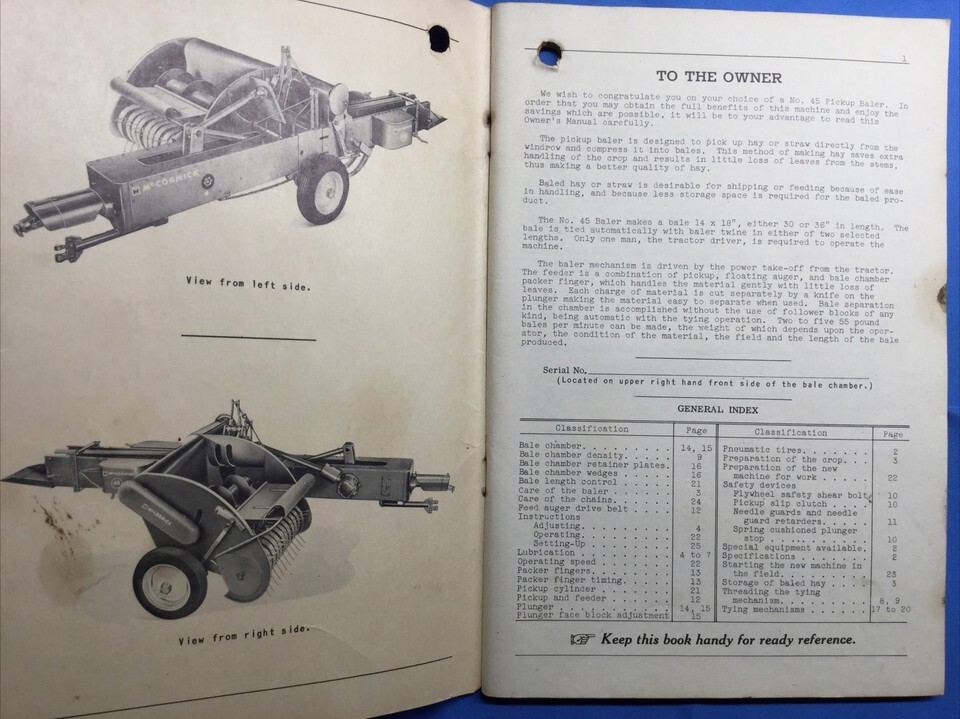 McCORMICK
View from left side.
McCORMICK
45
McCORMICK
View from right side.
1
TO THE OWNER
We wish to congratulate you on your choice of a No. 45 Pickup Baler. In
order that you may obtain the full benefits of this machine and enjoy the
savings which are possible, it will be to your advantage to read this
Owner's Manual carefully.
The pickup baler is designed to pick up hay or straw directly from the
windrow and compress it into bales. This method of making hay saves extra
handling of the crop and results in little loss of leaves from the stems,
thus making a better quality of hay.
Baled hay or straw is desirable for shipping or feeding because of ease
in handling, and because less storage space is required for the baled pro-
duct.
The No. 45 Baler makes a bale 14 x 18", either 30 or 36" in length. The
bale is tied automatically with baler twine in either of two selected
lengths. Only one man, the tractor driver, is required to operate the
machine.
The baler mechanism is driven by the power take-off from the tractor.
The feeder is a combination of pickup, floating auger, and bale chamber
packer finger, which handles the material gently with little loss of
leaves. Each charge of material is cut separately by a knife on the
plunger making the material easy to separate when used. Bale separation
in the chamber is accomplished without the use of follower blocks of any
kind, being automatic with the tying operation. Two to five 55 pound
bales per minute can be made, the weight of which depends upon the oper-
ator, the condition of the material, the field and the length of the bale
produced.
Serial No.
(Located on upper right hand front side of the bale chamber.)
GENERAL INDEX
Classification Page
Bale chamber. . . . . . . . . . 14, 15
Bale chamber density. . . . . . 9
Bale chamber retainer plates. . 16
Bale chamber wedges . . . . . . 16
Bale length control . . . . . . 21
Care of the baler . . . . . . . 3
Care of the chains. . . . . . . 24
Feed auger drive belt . . . . . 12
Instructions
Adjusting. . . . . . . . . . 4
Operating. . . . . . . . . . 22
Setting-Up . . . . . . . . . 25
Lubrication . . . . . . . . . . 4 to 7
Operating speed . . . . . . . . 22
Packer fingers. . . . . . . . . 13
Packer finger timing. . . . . . 13
Pickup cylinder . . . . . . . . 21
Pickup and feeder . . . . . . . 12
Plunger . . . . . . . . . . . . 14, 15
Plunger face block adjustment 15
Classification Page
Pneumatic tires. . . . . . . 2
Preparation of the crop. . . 3
Preparation of the new
machine for work . . . . . 22
Safety devices
Flywheel safety shear bolt 10
Pickup slip clutch . . . . 10
Needle guards and needle
guard retarders. . . . . 11
Spring cushioned plunger
stop . . . . . . . . . . 10
Special equipment available. 2
Specifications . . . . . . . 2
Starting the new machine in
the field. . . . . . . . . 23
Storage of baled hay . . . . 3
Threading the tying
mechanism. . . . . . . . . 8, 9
Tying mechanisms . . . . . . 17 to 20
Keep this book handy for ready reference.